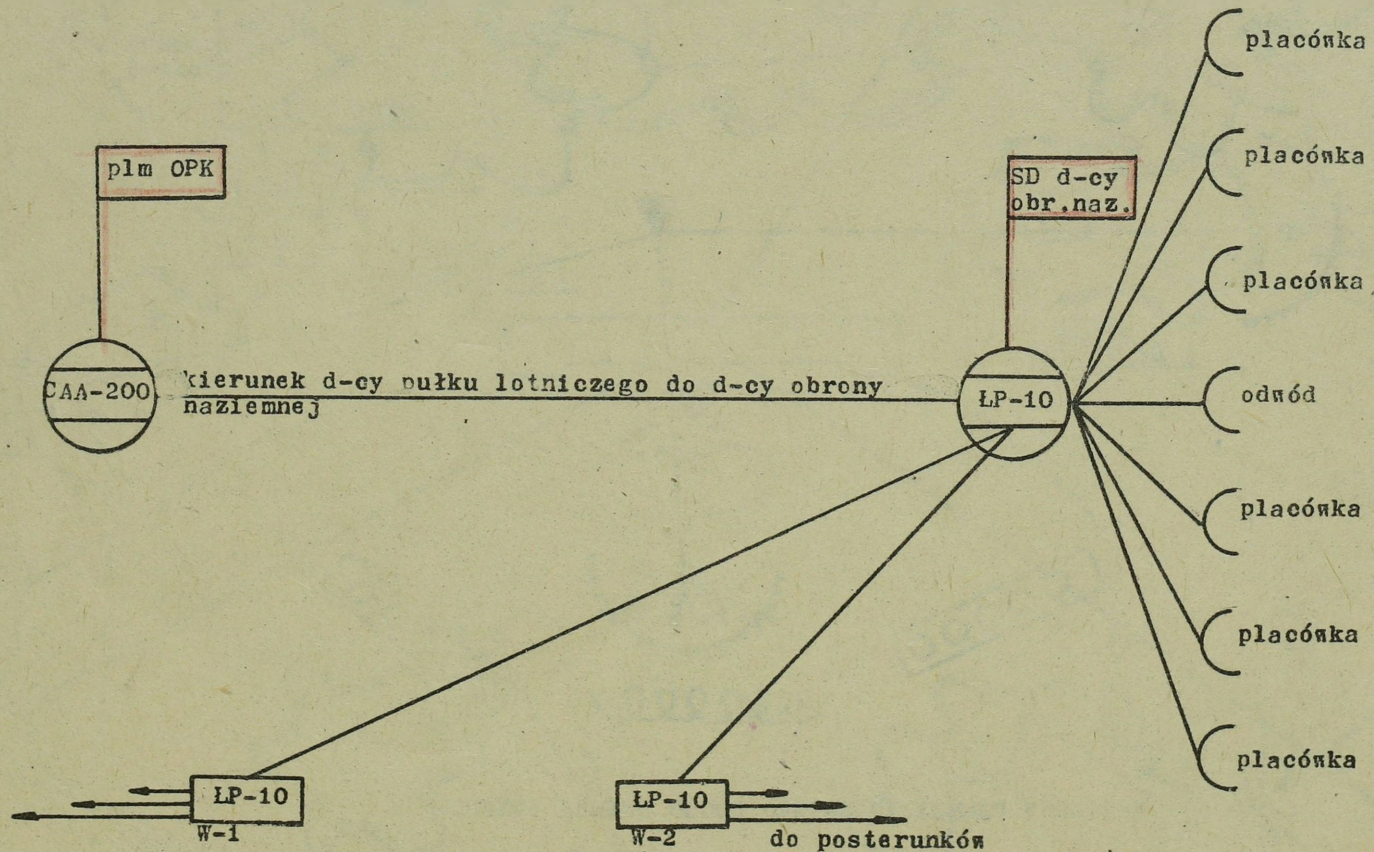 placówka
plm OPK
placówka
SD d-cy
obr.naz.
placówka
CAA-200
kierunek d-cy pułku lotniczego do d-cy obrony
naziemnej
ŁP-10
odwód
placówka
placówka
placówka
ŁP-10
W-1
ŁP-10
W-2
do posterunków